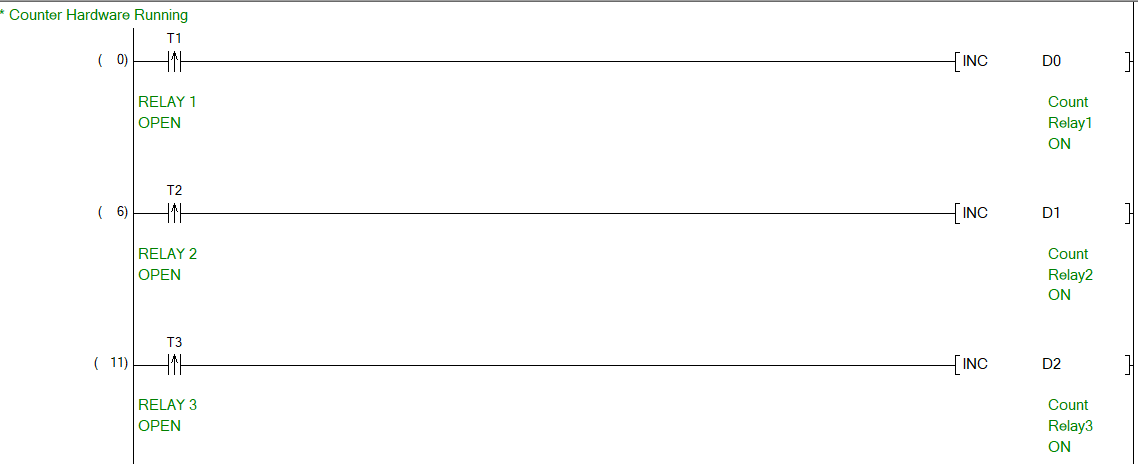 * Counter Hardware Running
T1
( 0) [ INC D0 ]
RELAY 1 Count
OPEN Relay1
ON
T2
( 6) [ INC D1 ]
RELAY 2 Count
OPEN Relay2
ON
T3
( 11) [ INC D2 ]
RELAY 3 Count
OPEN Relay3
ON